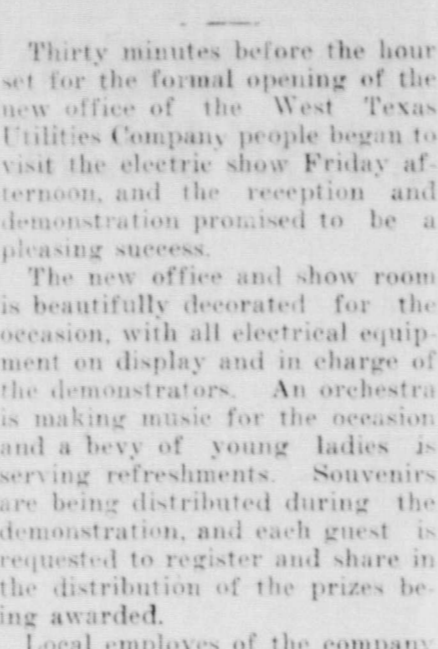 Thirty minutes before the hour
set for the formal opening of the
new office of the West Texas
Utilities Company people began to
visit the electric show Friday af-
ternoon, and the reception and
demonstration promised to be a
pleasing success.
The new office and show room
is beautifully decorated for the
occasion, with all electrical equip-
ment on display and in charge of
the demonstrators. An orchestra
is making music for the occasion
and a bevy of young ladies is
serving refreshments. Souvenirs
are being distributed during the
demonstration, and each guest is
requested to register and share in
the distribution of the prizes be-
ing awarded.
Local employes of the company